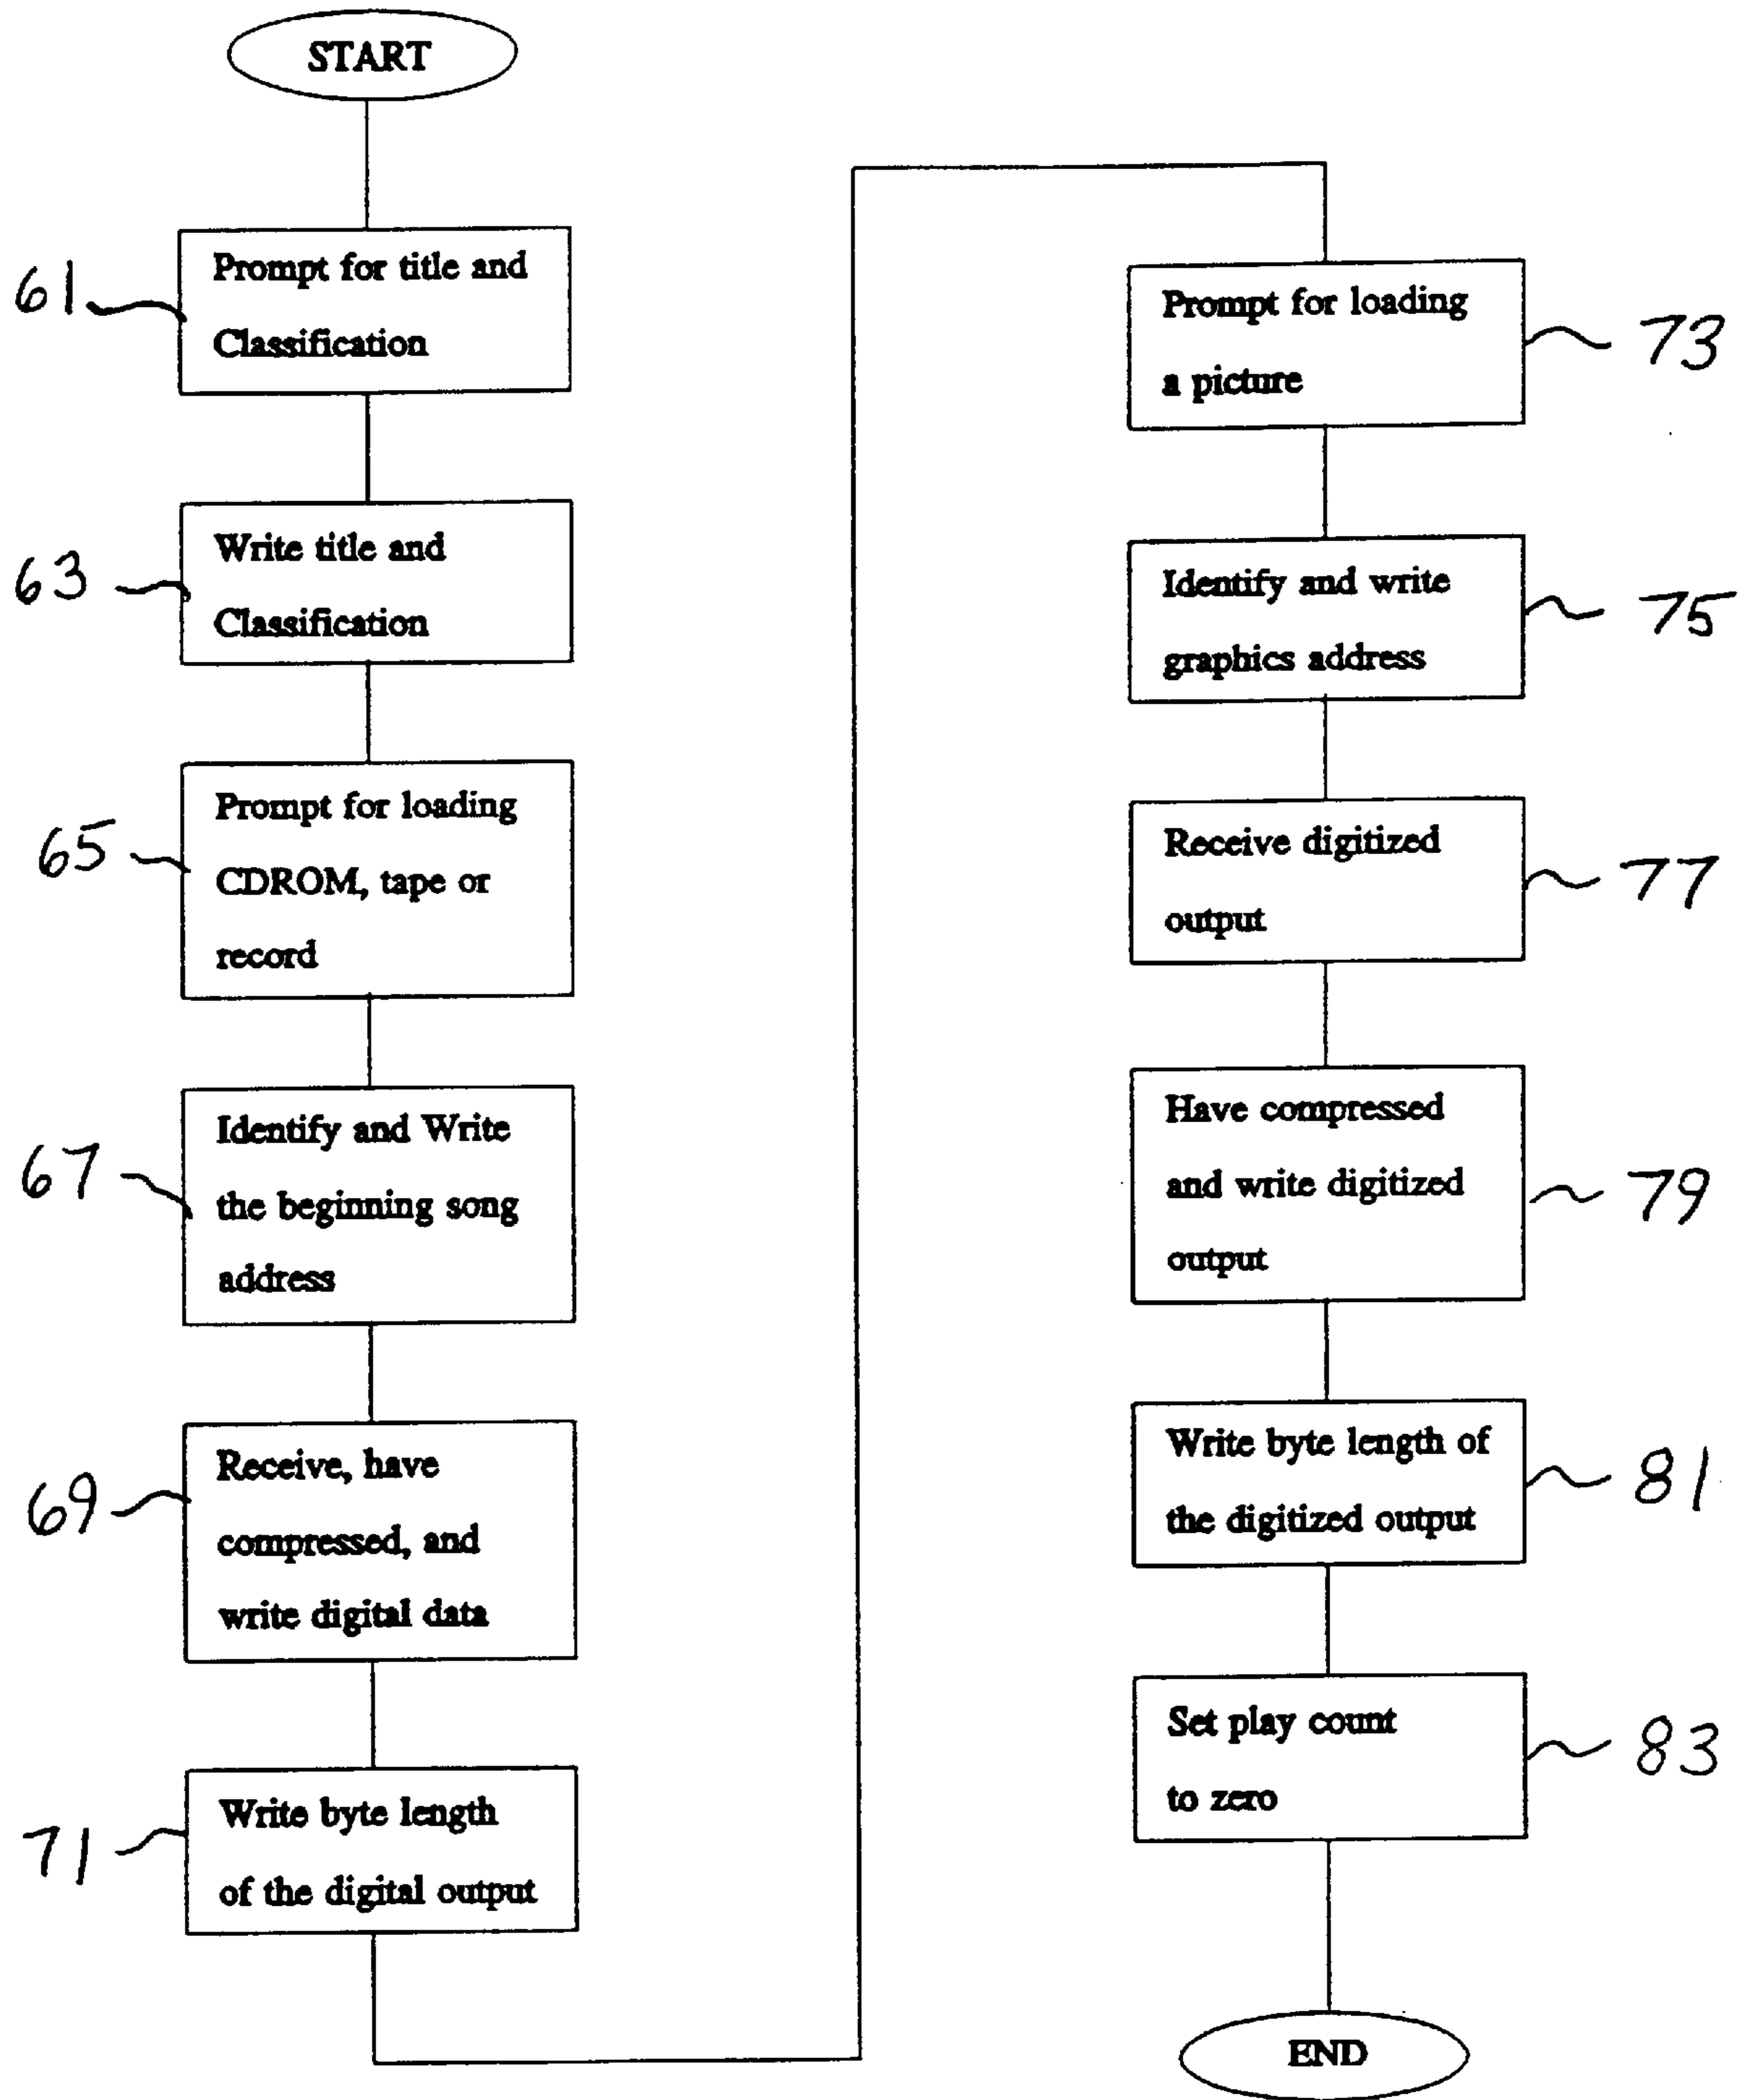 START
61
Prompt for title and
Classification
63
Write title and
Classification
65
Prompt for loading
CDROM, tape or
record
67
Identify and Write
the beginning song
address
69
Receive, have
compressed, and
write digital data
71
Write byte length
of the digital output
Prompt for loading
a picture
73
Identify and write
graphics address
75
Receive digitized
output
77
Have compressed
and write digitized
output
79
Write byte length of
the digitized output
81
Set play count
to zero
83
END